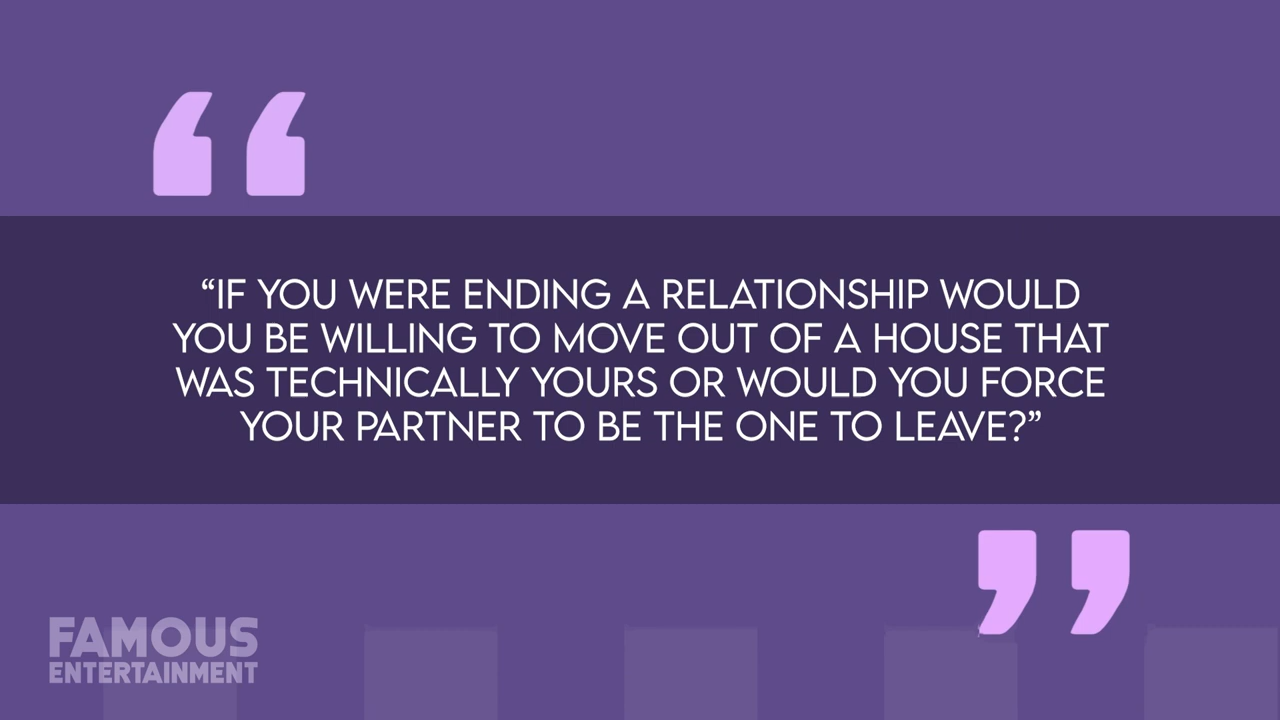 “IF YOU WERE ENDING A RELATIONSHIP WOULD
YOU BE WILLING TO MOVE OUT OF A HOUSE THAT
WAS TECHNICALLY YOURS OR WOULD YOU FORCE
YOUR PARTNER TO BE THE ONE TO LEAVE?”
FAMOUS
ENTERTAINMENT